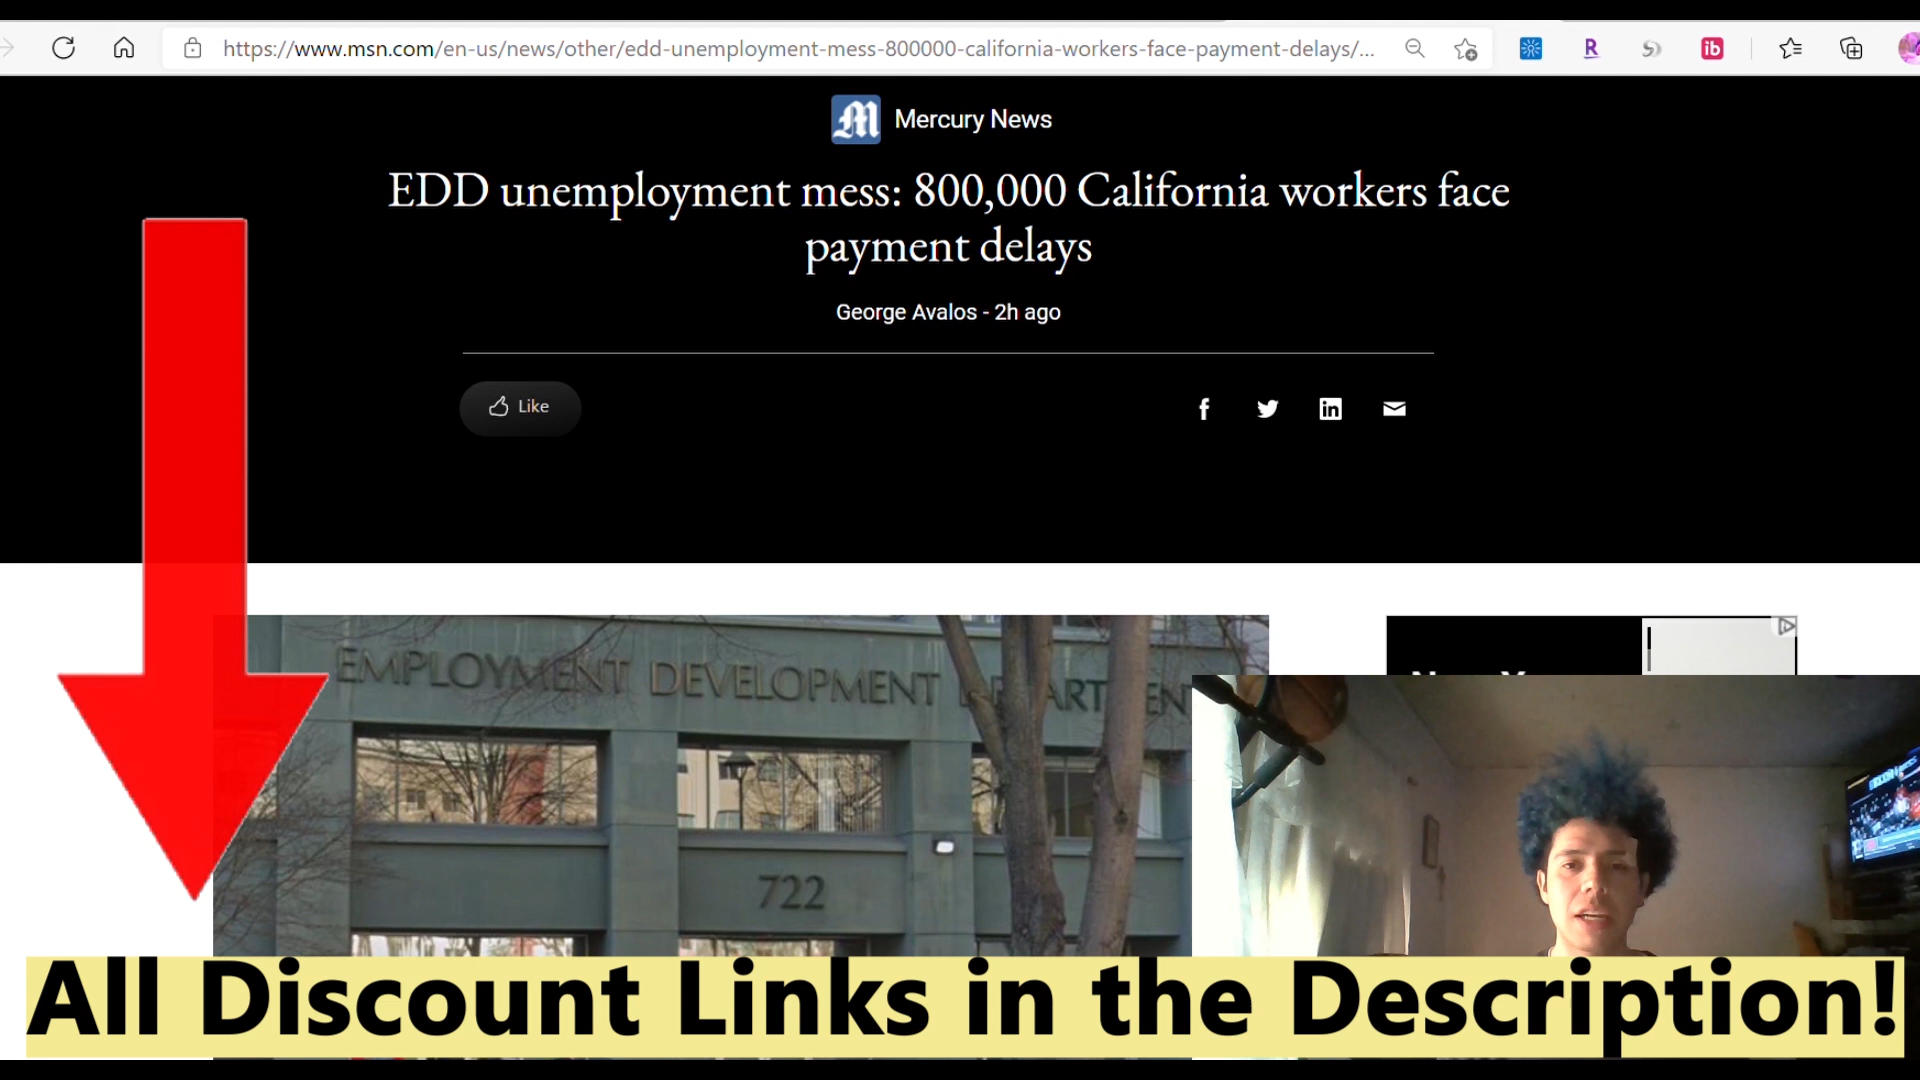 https://www.msn.com/en-us/news/other/edd-unemployment-mess-800000-california-workers-face-payment-delays/...
R
ib
M
Mercury News
EDD unemployment mess: 800,000 California workers face
payment delays
George Avalos - 2h ago
Like
EMPLOYMENT DEVELOPMENT
722
All Discount Links in the Description!